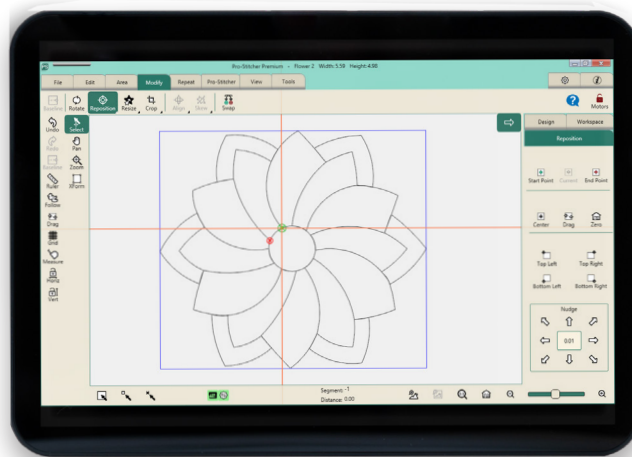 Pro-Stitcher Premium - Flower 2 Width:5.59 Height:4.98
File Edit Area Modify Repeat Pro-Stitcher View Tools
Baseline Rotate Reposition Resize Crop Align Skew Swap
Motors
Undo Select
Redo Pan
Boundary Zoom
Ruler XForm
Follow
Drag
Grid
Measure
Horiz
Vert
Design Workspace
Reposition
Start Point Current End Point
Center Drag Zero
Top Left Top Right
Bottom Left Bottom Right
Nudge
0.01
Segment: -1
Distance: 0.00